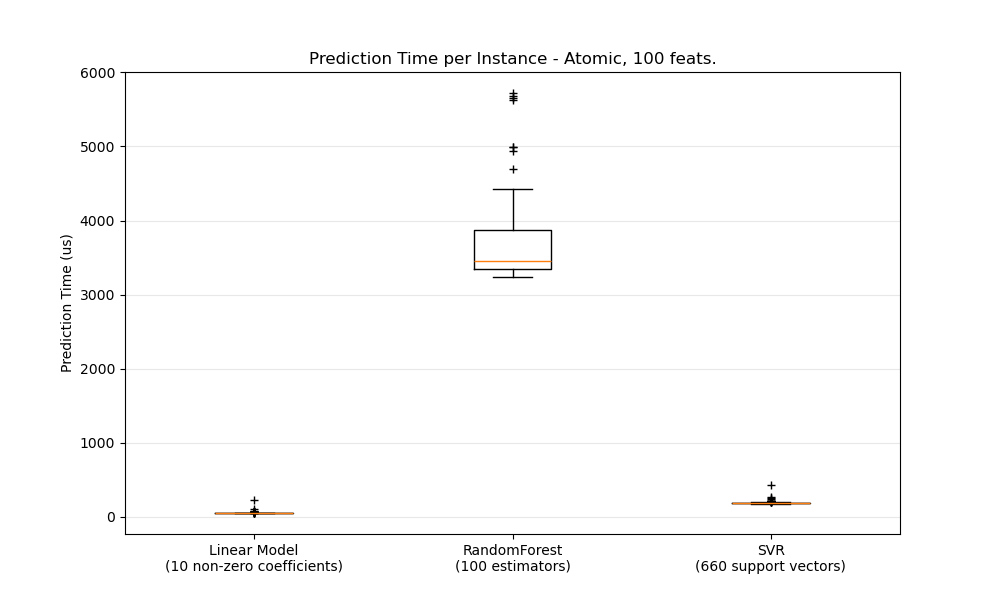 Prediction Time per Instance - Atomic, 100 feats.
6000
5000
4000
3000
2000
1000
0
Prediction Time (us)
Linear Model
(10 non-zero coefficients)
RandomForest
(100 estimators)
SVR
(660 support vectors)